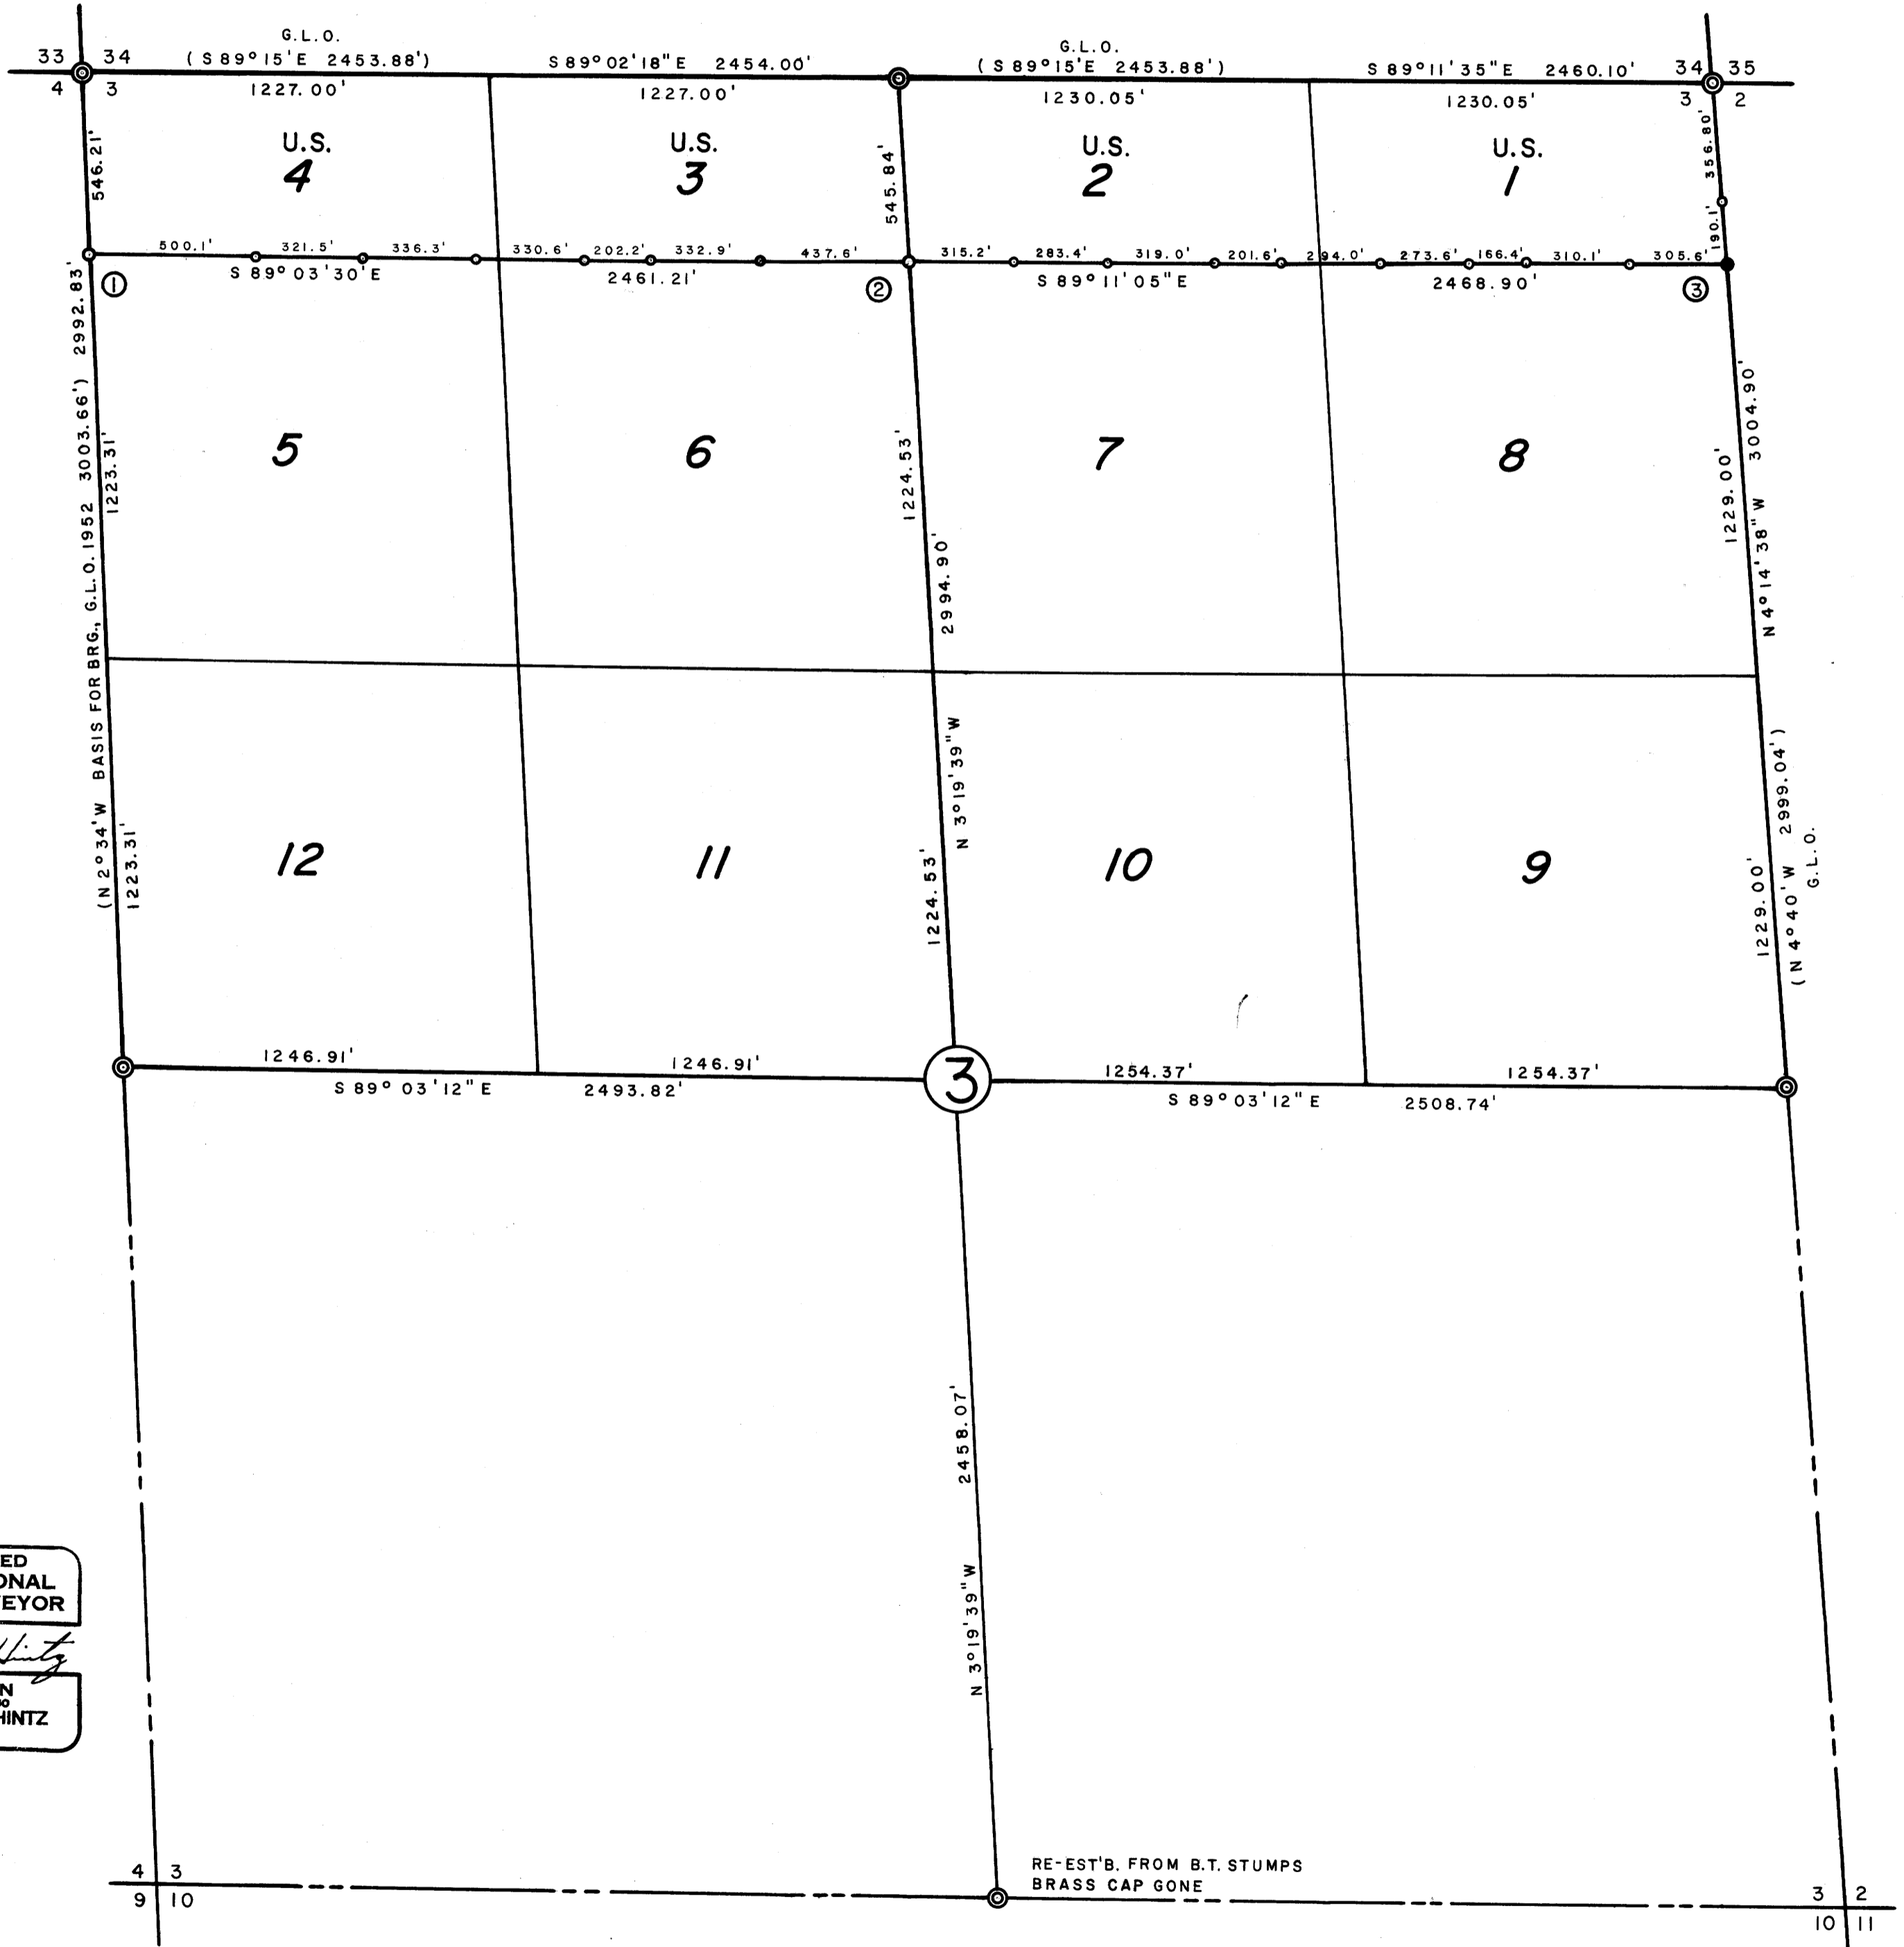 G.L.O.
33 34 ( S 89° 15' E 2453.88' ) S 89° 02' 18" E 2454.00'
G.L.O.
( S 89° 15' E 2453.88' ) S 89° 11' 35" E 2460.10' 34 35
4 3 1227.00' 1227.00' 1230.05' 1230.05' 3 2
546.21'
545.84'
356.80'
190.1'
U.S. U.S. U.S. U.S.
4 3 2 1
500.1' 321.5' 336.3' 330.6' 202.2' 332.9' 437.6' 315.2' 283.4' 319.0' 201.6' 294.0' 273.6' 166.4' 310.1' 305.6'
S 89° 03' 30" E 2461.21' S 89° 11' 05" E 2468.90'
1 2 3
(N 2° 34' W BASIS FOR BRG., G.L.O. 1952 3003.66') 2992.83'
1223.31'
1224.53'
2994.90'
1229.00'
N 4° 14' 38" W 3004.90'
5 6 7 8
1223.31'
1224.53'
N 3° 19' 39" W
1229.00'
(N 4° 40' W 2999.04')
G.L.O.
12 11 10 9
1246.91' 1246.91' 1254.37' 1254.37'
3
S 89° 03' 12" E 2493.82' S 89° 03' 12" E 2508.74'
N 3° 19' 39" W 2458.07'
ED
ONAL
EYOR
Hintz
N
HINTZ
RE-EST'B. FROM B.T. STUMPS
BRASS CAP GONE
4 3
9 10
3 2
10 11